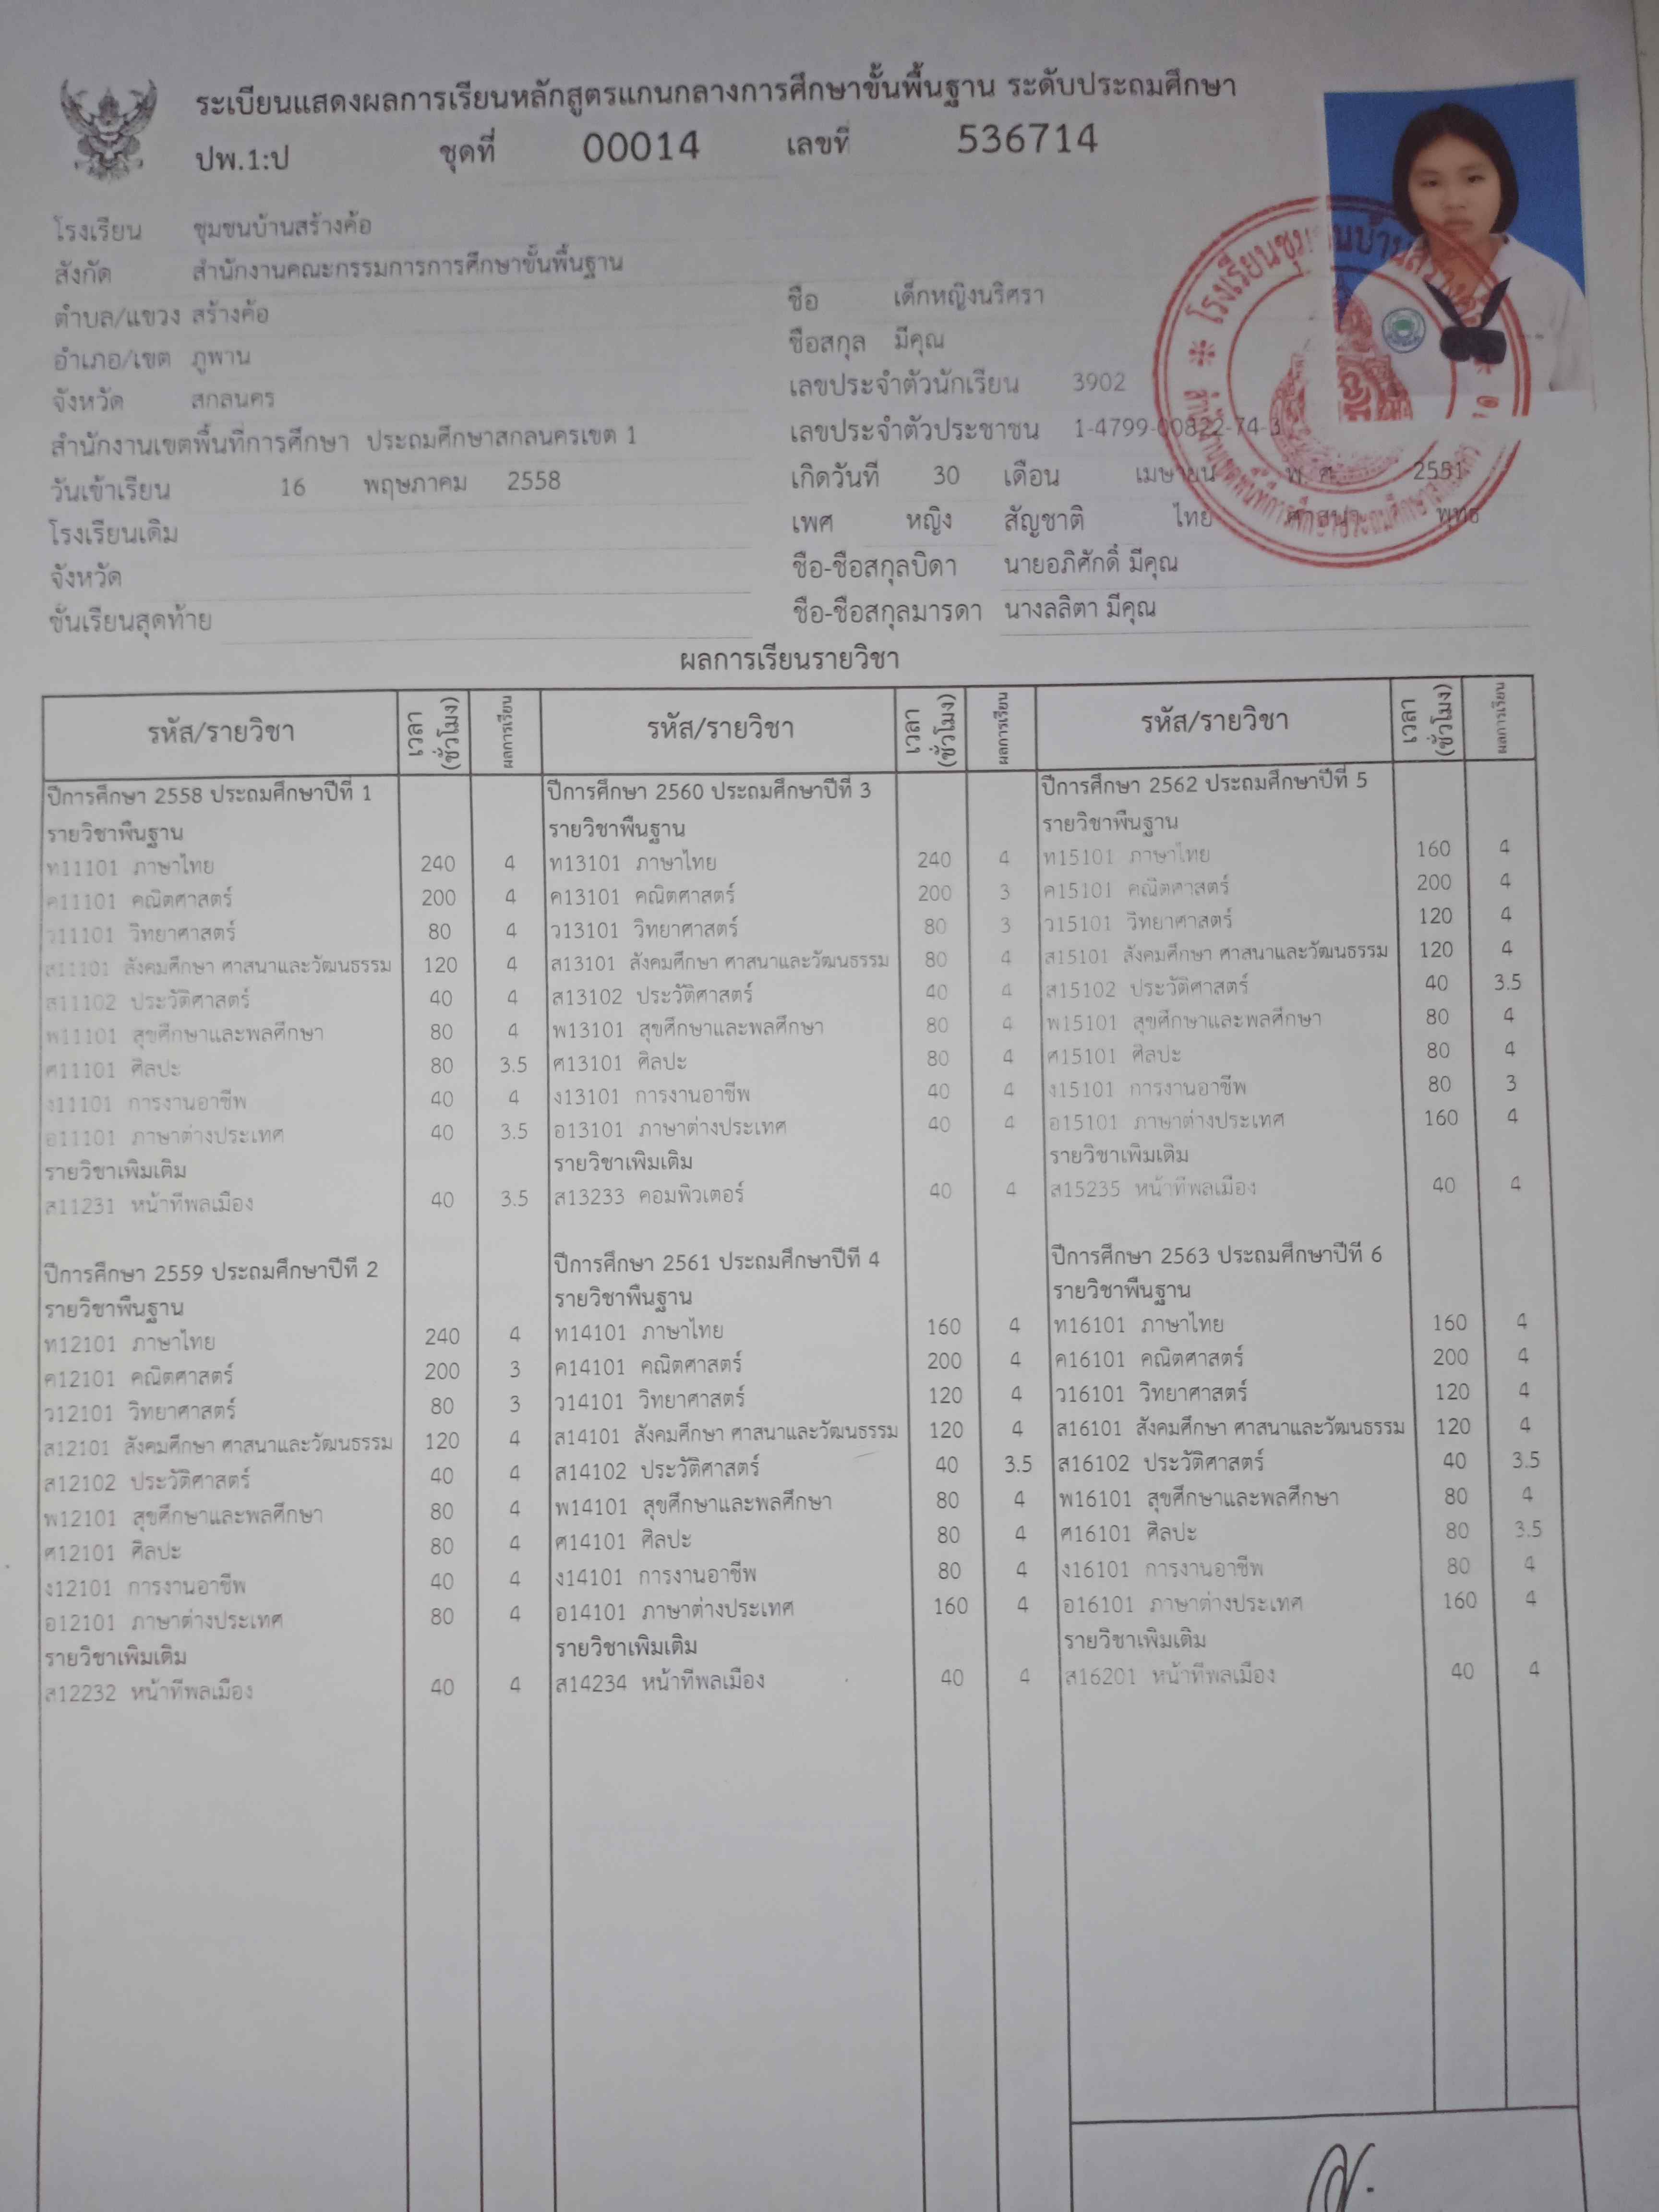 ระเบียนแสดงผลการเรียนหลักสูตรแกนกลางการศึกษาขั้นพื้นฐาน ระดับประถมศึกษา
ปพ.1:ป ชุดที่ 00014 เลขที่ 536714
โรงเรียน ชุมชนบ้านสร้างค้อ
สังกัด สำนักงานคณะกรรมการการศึกษาขั้นพื้นฐาน
ตำบล/แขวง สร้างค้อ
อำเภอ/เขต ภูพาน
จังหวัด สกลนคร
สำนักงานเขตพื้นที่การศึกษา ประถมศึกษาสกลนครเขต 1
วันเข้าเรียน 16 พฤษภาคม 2558
โรงเรียนเดิม
จังหวัด
ชั้นเรียนสุดท้าย
ชื่อ เด็กหญิงนริศรา
ชื่อสกุล มีคุณ
เลขประจำตัวนักเรียน 3902
เลขประจำตัวประชาชน 1-4799-00822-74-3
เกิดวันที่ 30 เดือน เมษายน พ.ศ. 2551
เพศ หญิง สัญชาติ ไทย ศาสนา พุทธ
ชื่อ-ชื่อสกุลบิดา นายอภิศักดิ์ มีคุณ
ชื่อ-ชื่อสกุลมารดา นางลลิตา มีคุณ
ผลการเรียนรายวิชา
รหัส/รายวิชา เวลา (ชั่วโมง) ผลการเรียน
ปีการศึกษา 2558 ประถมศึกษาปีที่ 1
รายวิชาพื้นฐาน
ท11101 ภาษาไทย 240 4
ค11101 คณิตศาสตร์ 200 4
ว11101 วิทยาศาสตร์ 80 4
ส11101 สังคมศึกษา ศาสนาและวัฒนธรรม 120 4
ส11102 ประวัติศาสตร์ 40 4
พ11101 สุขศึกษาและพลศึกษา 80 4
ศ11101 ศิลปะ 80 3.5
ง11101 การงานอาชีพ 40 4
อ11101 ภาษาต่างประเทศ 40 3.5
รายวิชาเพิ่มเติม
ส11231 หน้าที่พลเมือง 40 3.5
ปีการศึกษา 2559 ประถมศึกษาปีที่ 2
รายวิชาพื้นฐาน
ท12101 ภาษาไทย 240 4
ค12101 คณิตศาสตร์ 200 3
ว12101 วิทยาศาสตร์ 80 3
ส12101 สังคมศึกษา ศาสนาและวัฒนธรรม 120 4
ส12102 ประวัติศาสตร์ 40 4
พ12101 สุขศึกษาและพลศึกษา 80 4
ศ12101 ศิลปะ 80 4
ง12101 การงานอาชีพ 40 4
อ12101 ภาษาต่างประเทศ 80 4
รายวิชาเพิ่มเติม
ส12232 หน้าที่พลเมือง 40 4
รหัส/รายวิชา เวลา (ชั่วโมง) ผลการเรียน
ปีการศึกษา 2560 ประถมศึกษาปีที่ 3
รายวิชาพื้นฐาน
ท13101 ภาษาไทย 240 4
ค13101 คณิตศาสตร์ 200 3
ว13101 วิทยาศาสตร์ 80 3
ส13101 สังคมศึกษา ศาสนาและวัฒนธรรม 80 4
ส13102 ประวัติศาสตร์ 40 4
พ13101 สุขศึกษาและพลศึกษา 80 4
ศ13101 ศิลปะ 80 4
ง13101 การงานอาชีพ 40 4
อ13101 ภาษาต่างประเทศ 40 4
รายวิชาเพิ่มเติม
ส13233 คอมพิวเตอร์ 40 4
ปีการศึกษา 2561 ประถมศึกษาปีที่ 4
รายวิชาพื้นฐาน
ท14101 ภาษาไทย 160 4
ค14101 คณิตศาสตร์ 200 4
ว14101 วิทยาศาสตร์ 120 4
ส14101 สังคมศึกษา ศาสนาและวัฒนธรรม 120 4
ส14102 ประวัติศาสตร์ 40 3.5
พ14101 สุขศึกษาและพลศึกษา 80 4
ศ14101 ศิลปะ 80 4
ง14101 การงานอาชีพ 80 4
อ14101 ภาษาต่างประเทศ 160 4
รายวิชาเพิ่มเติม
ส14234 หน้าที่พลเมือง 40 4
รหัส/รายวิชา เวลา (ชั่วโมง) ผลการเรียน
ปีการศึกษา 2562 ประถมศึกษาปีที่ 5
รายวิชาพื้นฐาน
ท15101 ภาษาไทย 160 4
ค15101 คณิตศาสตร์ 200 4
ว15101 วิทยาศาสตร์ 120 4
ส15101 สังคมศึกษา ศาสนาและวัฒนธรรม 120 4
ส15102 ประวัติศาสตร์ 40 3.5
พ15101 สุขศึกษาและพลศึกษา 80 4
ศ15101 ศิลปะ 80 4
ง15101 การงานอาชีพ 80 3
อ15101 ภาษาต่างประเทศ 160 4
รายวิชาเพิ่มเติม
ส15235 หน้าที่พลเมือง 40 4
ปีการศึกษา 2563 ประถมศึกษาปีที่ 6
รายวิชาพื้นฐาน
ท16101 ภาษาไทย 160 4
ค16101 คณิตศาสตร์ 200 4
ว16101 วิทยาศาสตร์ 120 4
ส16101 สังคมศึกษา ศาสนาและวัฒนธรรม 120 4
ส16102 ประวัติศาสตร์ 40 3.5
พ16101 สุขศึกษาและพลศึกษา 80 4
ศ16101 ศิลปะ 80 3.5
ง16101 การงานอาชีพ 80 4
อ16101 ภาษาต่างประเทศ 160 4
รายวิชาเพิ่มเติม
ส16201 หน้าที่พลเมือง 40 4